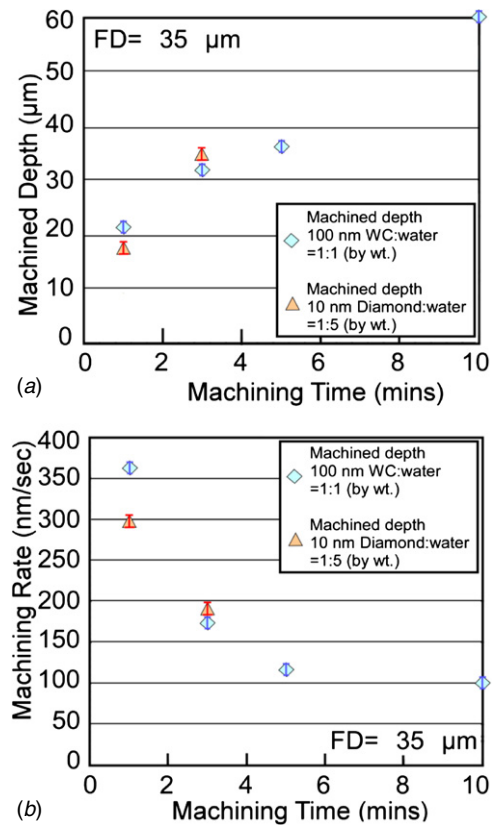 FD= 35 µm
Machined Depth (µm)
60
50
40
30
20
10
0
Machined depth
100 nm WC:water
=1:1 (by wt.)
Machined depth
10 nm Diamond:water
=1:5 (by wt.)
0 2 4 6 8 10
(a)
Machining Time (mins)
Machining Rate (nm/sec)
400
350
300
250
200
150
100
50
0
Machined depth
100 nm WC:water
=1:1 (by wt.)
Machined depth
10 nm Diamond:water
=1:5 (by wt.)
FD= 35 µm
0 2 4 6 8 10
(b)
Machining Time (mins)